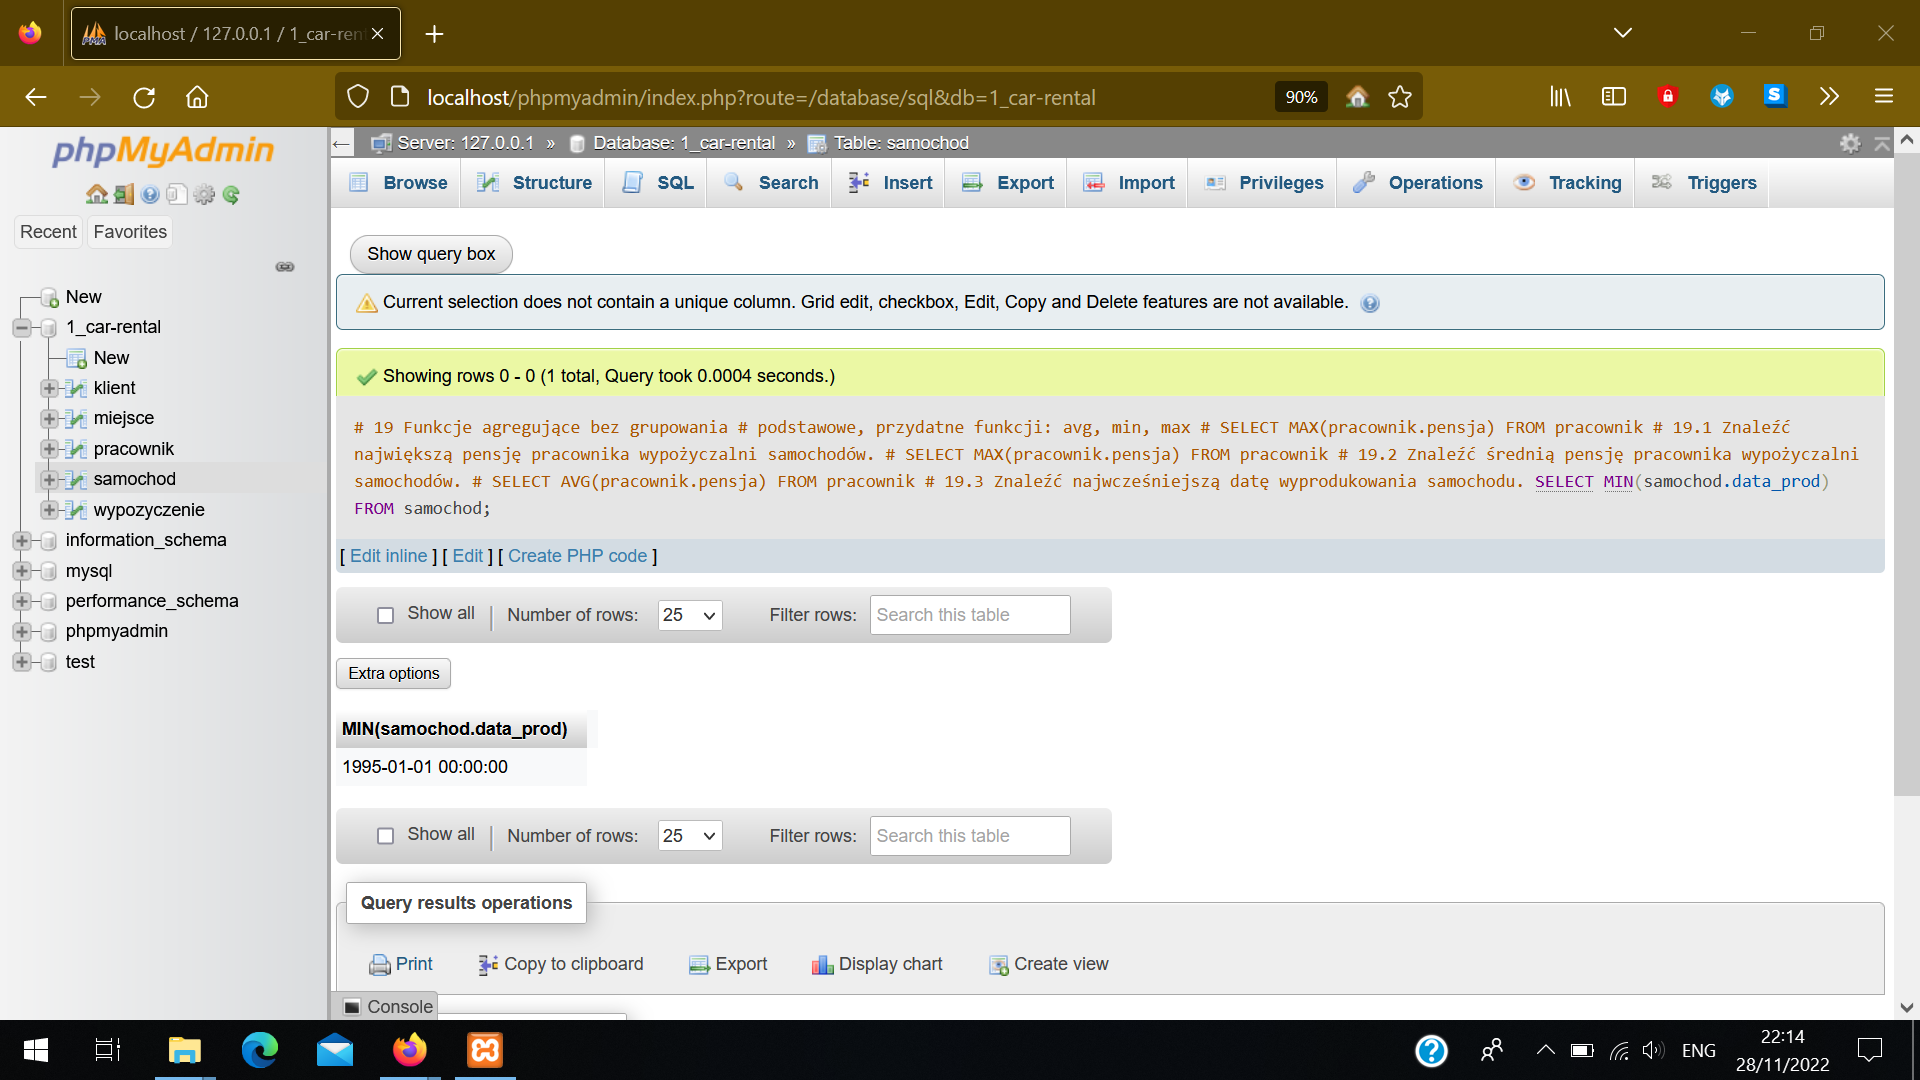 localhost / 127.0.0.1 / 1_car-ren
localhost/phpmyadmin/index.php?route=/database/sql&db=1_car-rental
90%
S
phpMyAdmin
Recent
Favorites
New
1_car-rental
New
klient
miejsce
pracownik
samochod
wypozyczenie
information_schema
mysql
performance_schema
phpmyadmin
test
Server: 127.0.0.1 » Database: 1_car-rental » Table: samochod
Browse Structure SQL Search Insert Export Import Privileges Operations Tracking Triggers
Show query box
Current selection does not contain a unique column. Grid edit, checkbox, Edit, Copy and Delete features are not available.
Showing rows 0 - 0 (1 total, Query took 0.0004 seconds.)
# 19 Funkcje agregujące bez grupowania # podstawowe, przydatne funkcji: avg, min, max # SELECT MAX(pracownik.pensja) FROM pracownik # 19.1 Znaleźć
największą pensję pracownika wypożyczalni samochodów. # SELECT MAX(pracownik.pensja) FROM pracownik # 19.2 Znaleźć średnią pensję pracownika wypożyczalni
samochodów. # SELECT AVG(pracownik.pensja) FROM pracownik # 19.3 Znaleźć najwcześniejszą datę wyprodukowania samochodu. SELECT MIN(samochod.data_prod)
FROM samochod;
[ Edit inline ] [ Edit ] [ Create PHP code ]
Show all | Number of rows: 25 Filter rows: Search this table
Extra options
MIN(samochod.data_prod)
1995-01-01 00:00:00
Show all | Number of rows: 25 Filter rows: Search this table
Query results operations
Print Copy to clipboard Export Display chart Create view
Console
ENG
22:14
28/11/2022